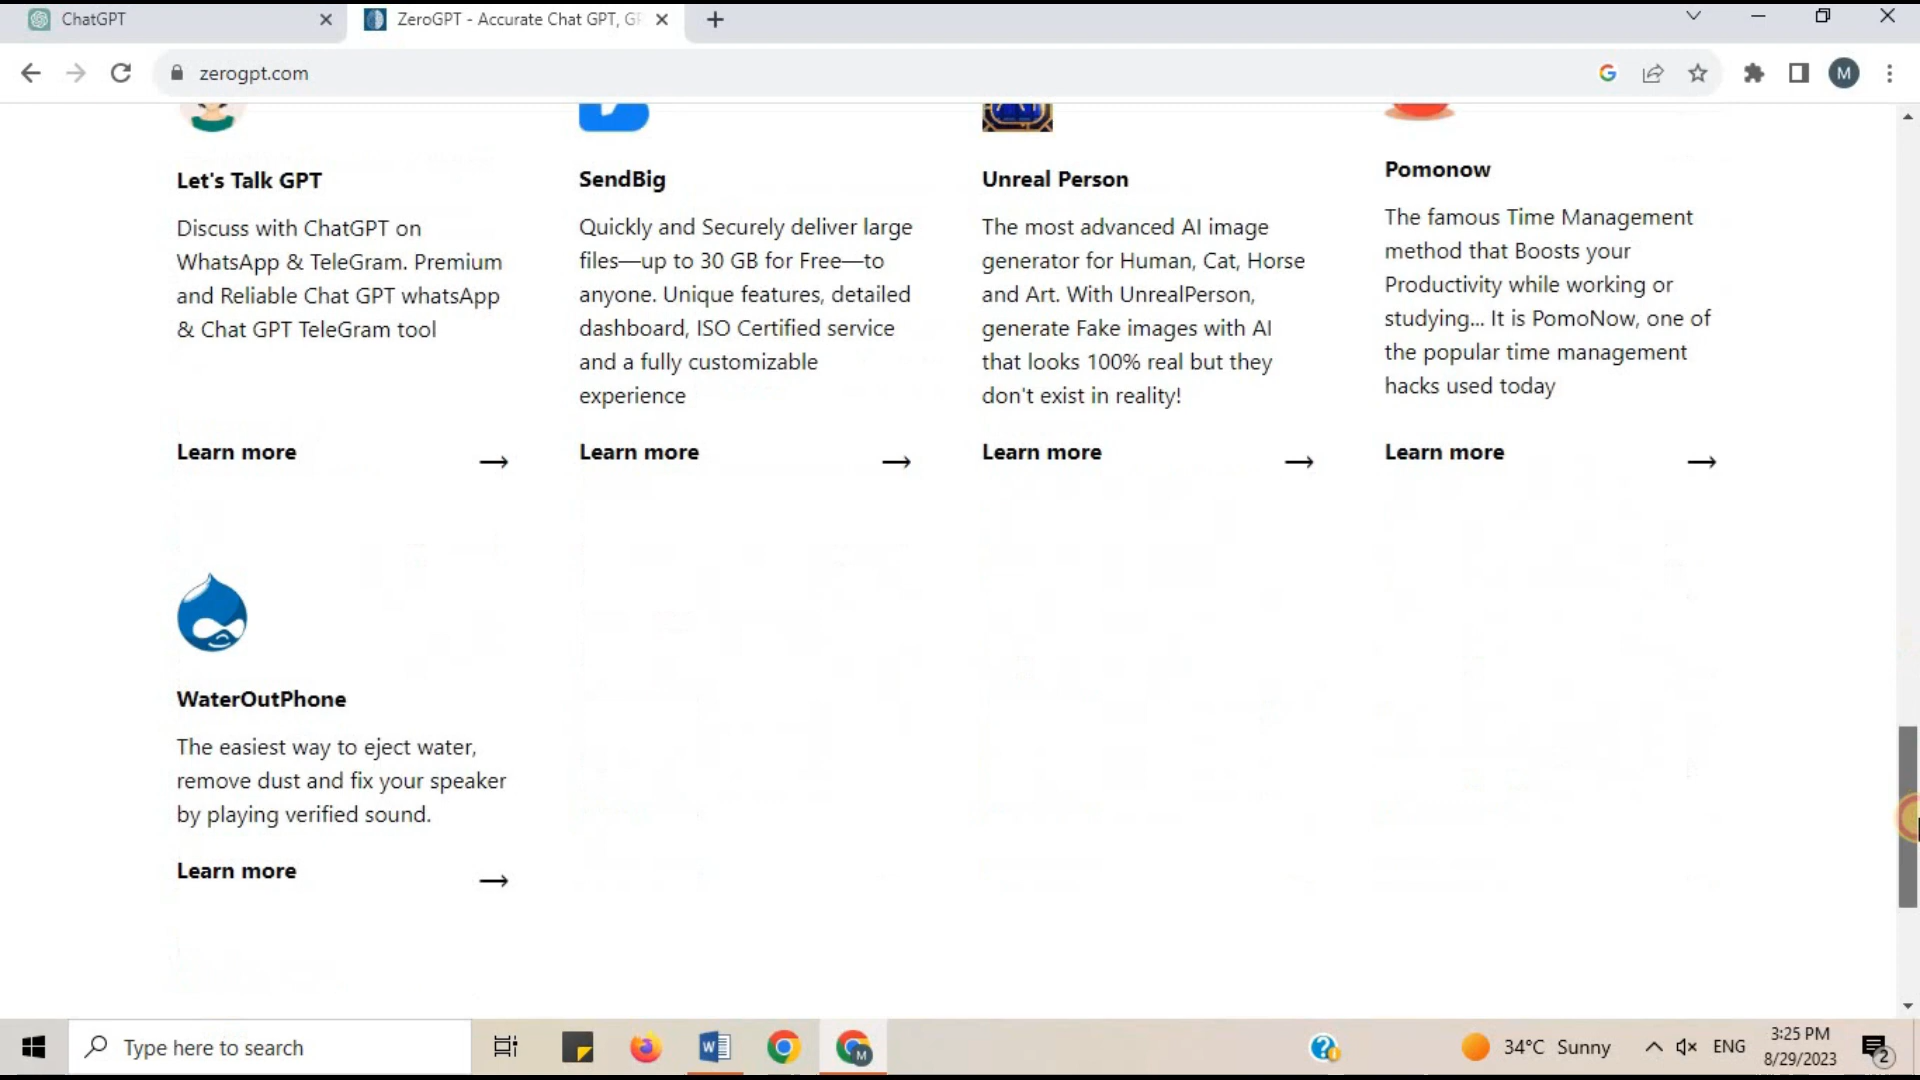 ChatGPT
ZeroGPT - Accurate Chat GPT, G
zerogpt.com
M
Let's Talk GPT
Discuss with ChatGPT on
WhatsApp & TeleGram. Premium
and Reliable Chat GPT whatsApp
& Chat GPT TeleGram tool
Learn more
SendBig
Quickly and Securely deliver large
files—up to 30 GB for Free—to
anyone. Unique features, detailed
dashboard, ISO Certified service
and a fully customizable
experience
Learn more
Unreal Person
The most advanced AI image
generator for Human, Cat, Horse
and Art. With UnrealPerson,
generate Fake images with AI
that looks 100% real but they
don't exist in reality!
Learn more
Pomonow
The famous Time Management
method that Boosts your
Productivity while working or
studying... It is PomoNow, one of
the popular time management
hacks used today
Learn more
WaterOutPhone
The easiest way to eject water,
remove dust and fix your speaker
by playing verified sound.
Learn more
Type here to search
34°C Sunny
ENG
3:25 PM
8/29/2023
2